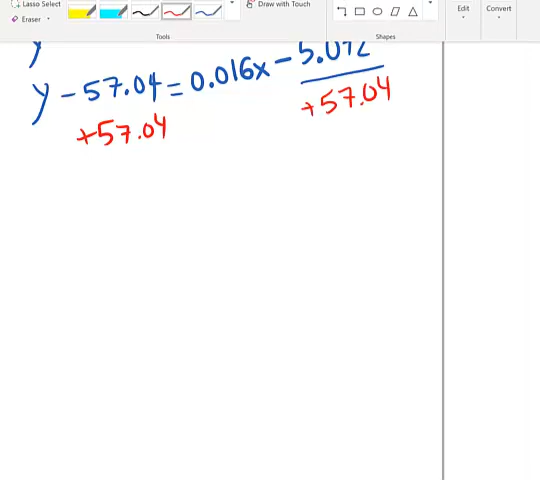 Lasso Select
Draw with Touch
Eraser
Edit
Convert
Tools
Shapes
y
y - 57.04 = 0.016x - 5.072
+57.04 +57.04